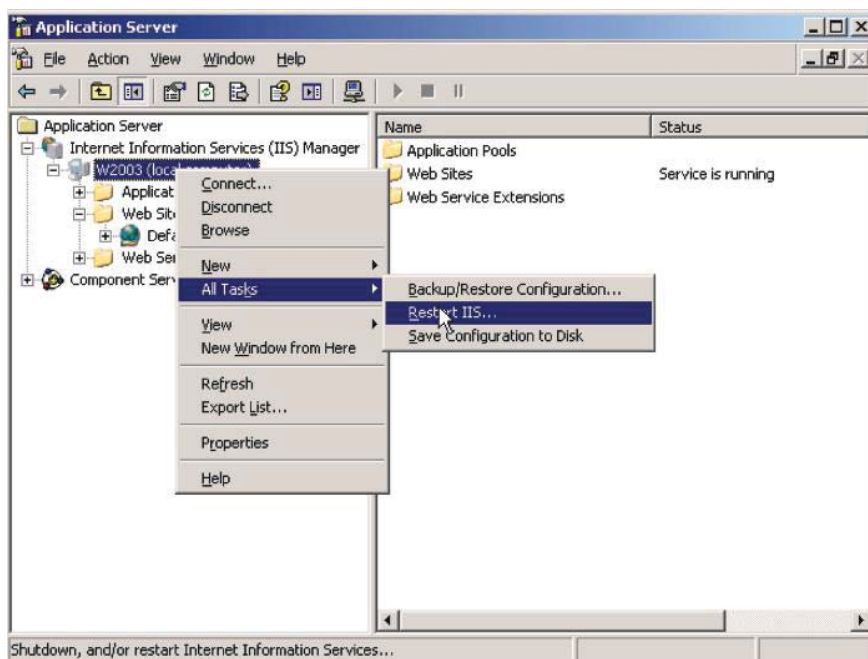 Application Server
File Action View Window Help
Application Server
Internet Information Services (IIS) Manager
W2003 (local
Applicat
Web Sit
Defa
Web Ser
Component Serv
Name Status
Application Pools
Web Sites Service is running
Web Service Extensions
Connect...
Disconnect
Browse
New
All Tasks
View
New Window from Here
Refresh
Export List...
Properties
Help
Backup/Restore Configuration...
Restart IIS...
Save Configuration to Disk
Shutdown, and/or restart Internet Information Services...